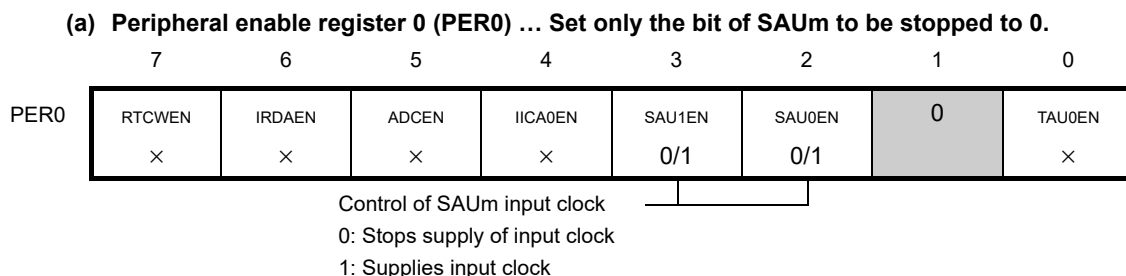 (a) Peripheral enable register 0 (PER0) … Set only the bit of SAUm to be stopped to 0.
7 6 5 4 3 2 1 0
PER0 RTCWEN IRDAEN ADCEN IICA0EN SAU1EN SAU0EN 0 TAU0EN
× × × × 0/1 0/1 ×
Control of SAUm input clock
0: Stops supply of input clock
1: Supplies input clock